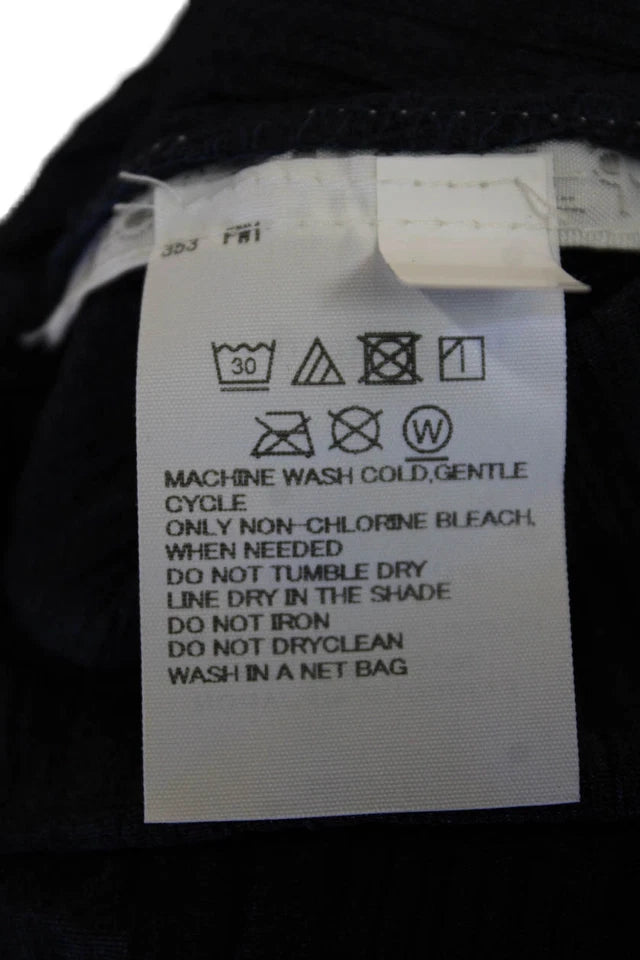 353
30
W
MACHINE WASH COLD,GENTLE
CYCLE
ONLY NON-CHLORINE BLEACH,
WHEN NEEDED
DO NOT TUMBLE DRY
LINE DRY IN THE SHADE
DO NOT IRON
DO NOT DRYCLEAN
WASH IN A NET BAG